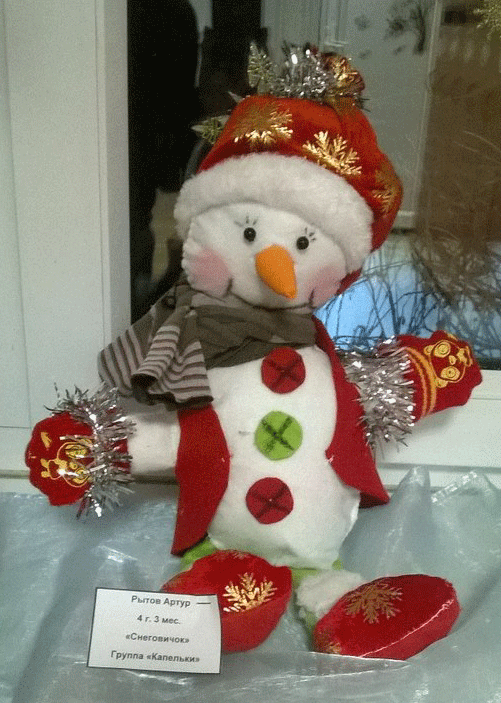 Рытов Артур
4 г. 3 мес.
«Снеговичок»
Группа «Капельки»